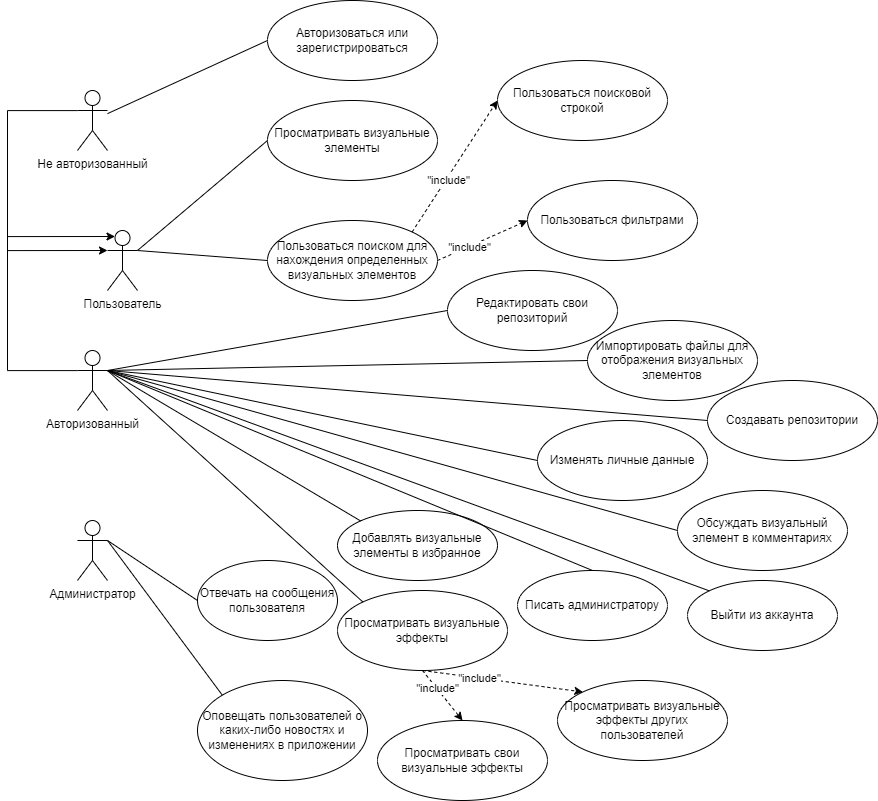 Авторизоваться или
зарегистрироваться
Пользоваться поисковой
строкой
Не авторизованный
Просматривать визуальные
элементы
"include"
Пользоваться фильтрами
Пользоваться поиском для
нахождения определенных
визуальных элементов
"include"
Пользователь
Редактировать свои
репозиторий
Импортировать файлы для
отображения визуальных
элементов
Авторизованный
Создавать репозитории
Изменять личные данные
Обсуждать визуальный
элемент в комментариях
Добавлять визуальные
элементы в избранное
Администратор
Отвечать на сообщения
пользователя
Писать администратору
Выйти из аккаунта
Просматривать визуальные
эффекты
"include"
"include"
Оповещать пользователей о
каких-либо новостях и
изменениях в приложении
Просматривать визуальные
эффекты других
пользователей
Просматривать свои
визуальные эффекты